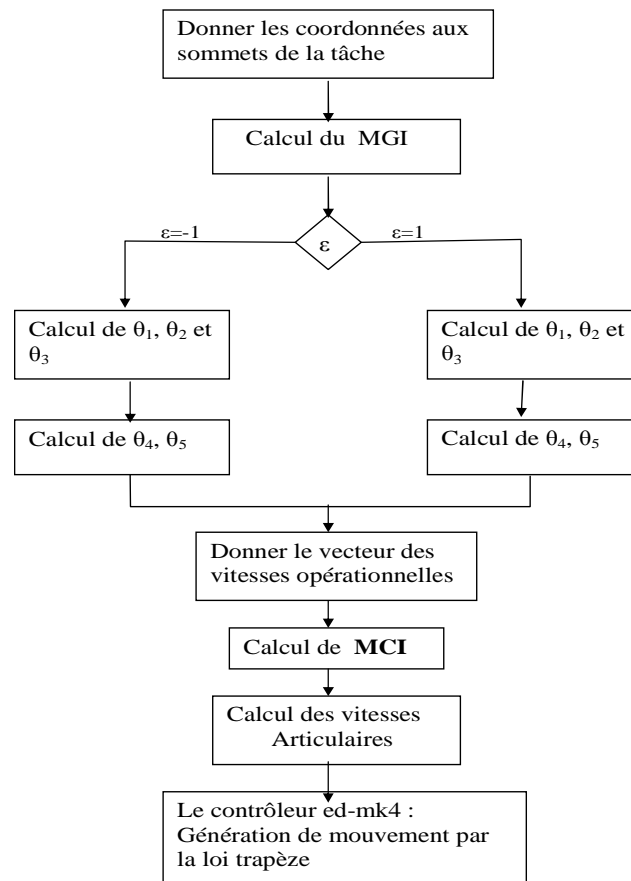 Donner les coordonnées aux
sommets de la tâche
Calcul du MGI
ε=-1
ε
ε=1
Calcul de θ₁, θ₂ et
θ₃
Calcul de θ₁, θ₂ et
θ₃
Calcul de θ₄, θ₅
Calcul de θ₄, θ₅
Donner le vecteur des
vitesses opérationnelles
Calcul de MCI
Calcul des vitesses
Articulaires
Le contrôleur ed-mk4 :
Génération de mouvement par
la loi trapèze